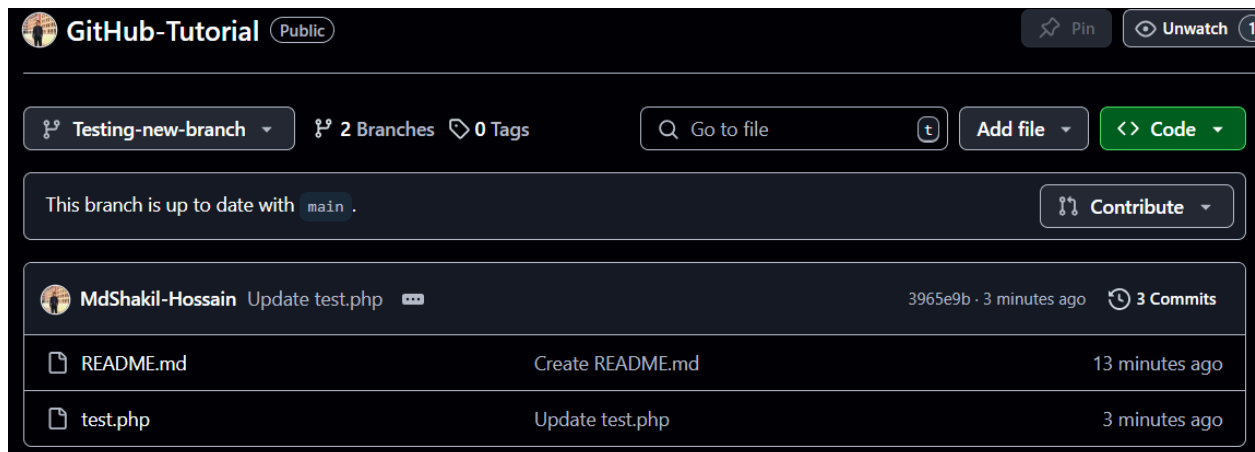 GitHub-Tutorial Public Pin Unwatch 1
Testing-new-branch 2 Branches 0 Tags Go to file t Add file <> Code
This branch is up to date with main . Contribute
MdShakil-Hossain Update test.php 3965e9b · 3 minutes ago 3 Commits
README.md Create README.md 13 minutes ago
test.php Update test.php 3 minutes ago